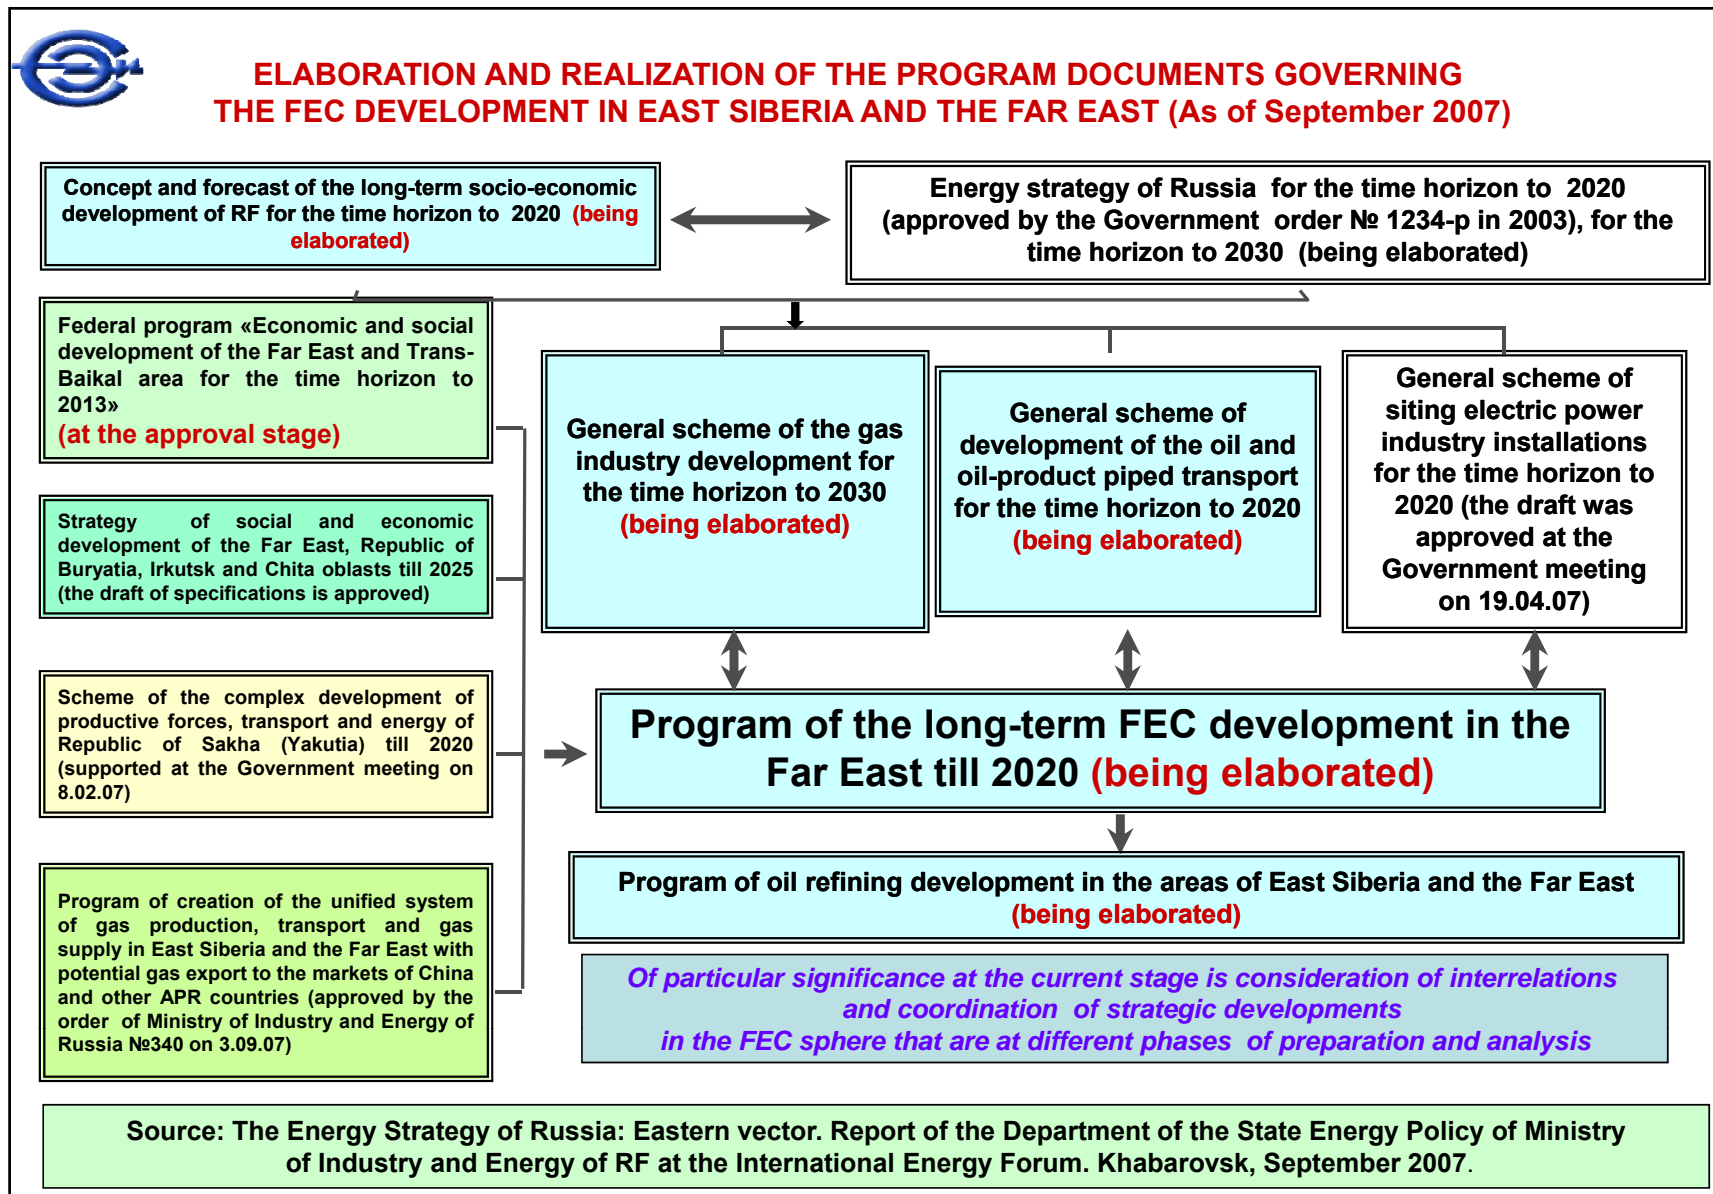 ELABORATION AND REALIZATION OF THE PROGRAM DOCUMENTS GOVERNING
THE FEC DEVELOPMENT IN EAST SIBERIA AND THE FAR EAST (As of September 2007)
Concept and forecast of the long-term socio-economic
development of RF for the time horizon to 2020 (being
elaborated)
Energy strategy of Russia for the time horizon to 2020
(approved by the Government order № 1234-p in 2003), for the
time horizon to 2030 (being elaborated)
Federal program «Economic and social
development of the Far East and Trans-
Baikal area for the time horizon to
2013»
(at the approval stage)
Strategy of social and economic
development of the Far East, Republic of
Buryatia, Irkutsk and Chita oblasts till 2025
(the draft of specifications is approved)
Scheme of the complex development of
productive forces, transport and energy of
Republic of Sakha (Yakutia) till 2020
(supported at the Government meeting on
8.02.07)
Program of creation of the unified system
of gas production, transport and gas
supply in East Siberia and the Far East with
potential gas export to the markets of China
and other APR countries (approved by the
order of Ministry of Industry and Energy of
Russia №340 on 3.09.07)
General scheme of the gas
industry development for
the time horizon to 2030
(being elaborated)
General scheme of
development of the oil and
oil-product piped transport
for the time horizon to 2020
(being elaborated)
General scheme of
siting electric power
industry installations
for the time horizon to
2020 (the draft was
approved at the
Government meeting
on 19.04.07)
Program of the long-term FEC development in the
Far East till 2020 (being elaborated)
Program of oil refining development in the areas of East Siberia and the Far East
(being elaborated)
Of particular significance at the current stage is consideration of interrelations
and coordination of strategic developments
in the FEC sphere that are at different phases of preparation and analysis
Source: The Energy Strategy of Russia: Eastern vector. Report of the Department of the State Energy Policy of Ministry
of Industry and Energy of RF at the International Energy Forum. Khabarovsk, September 2007.